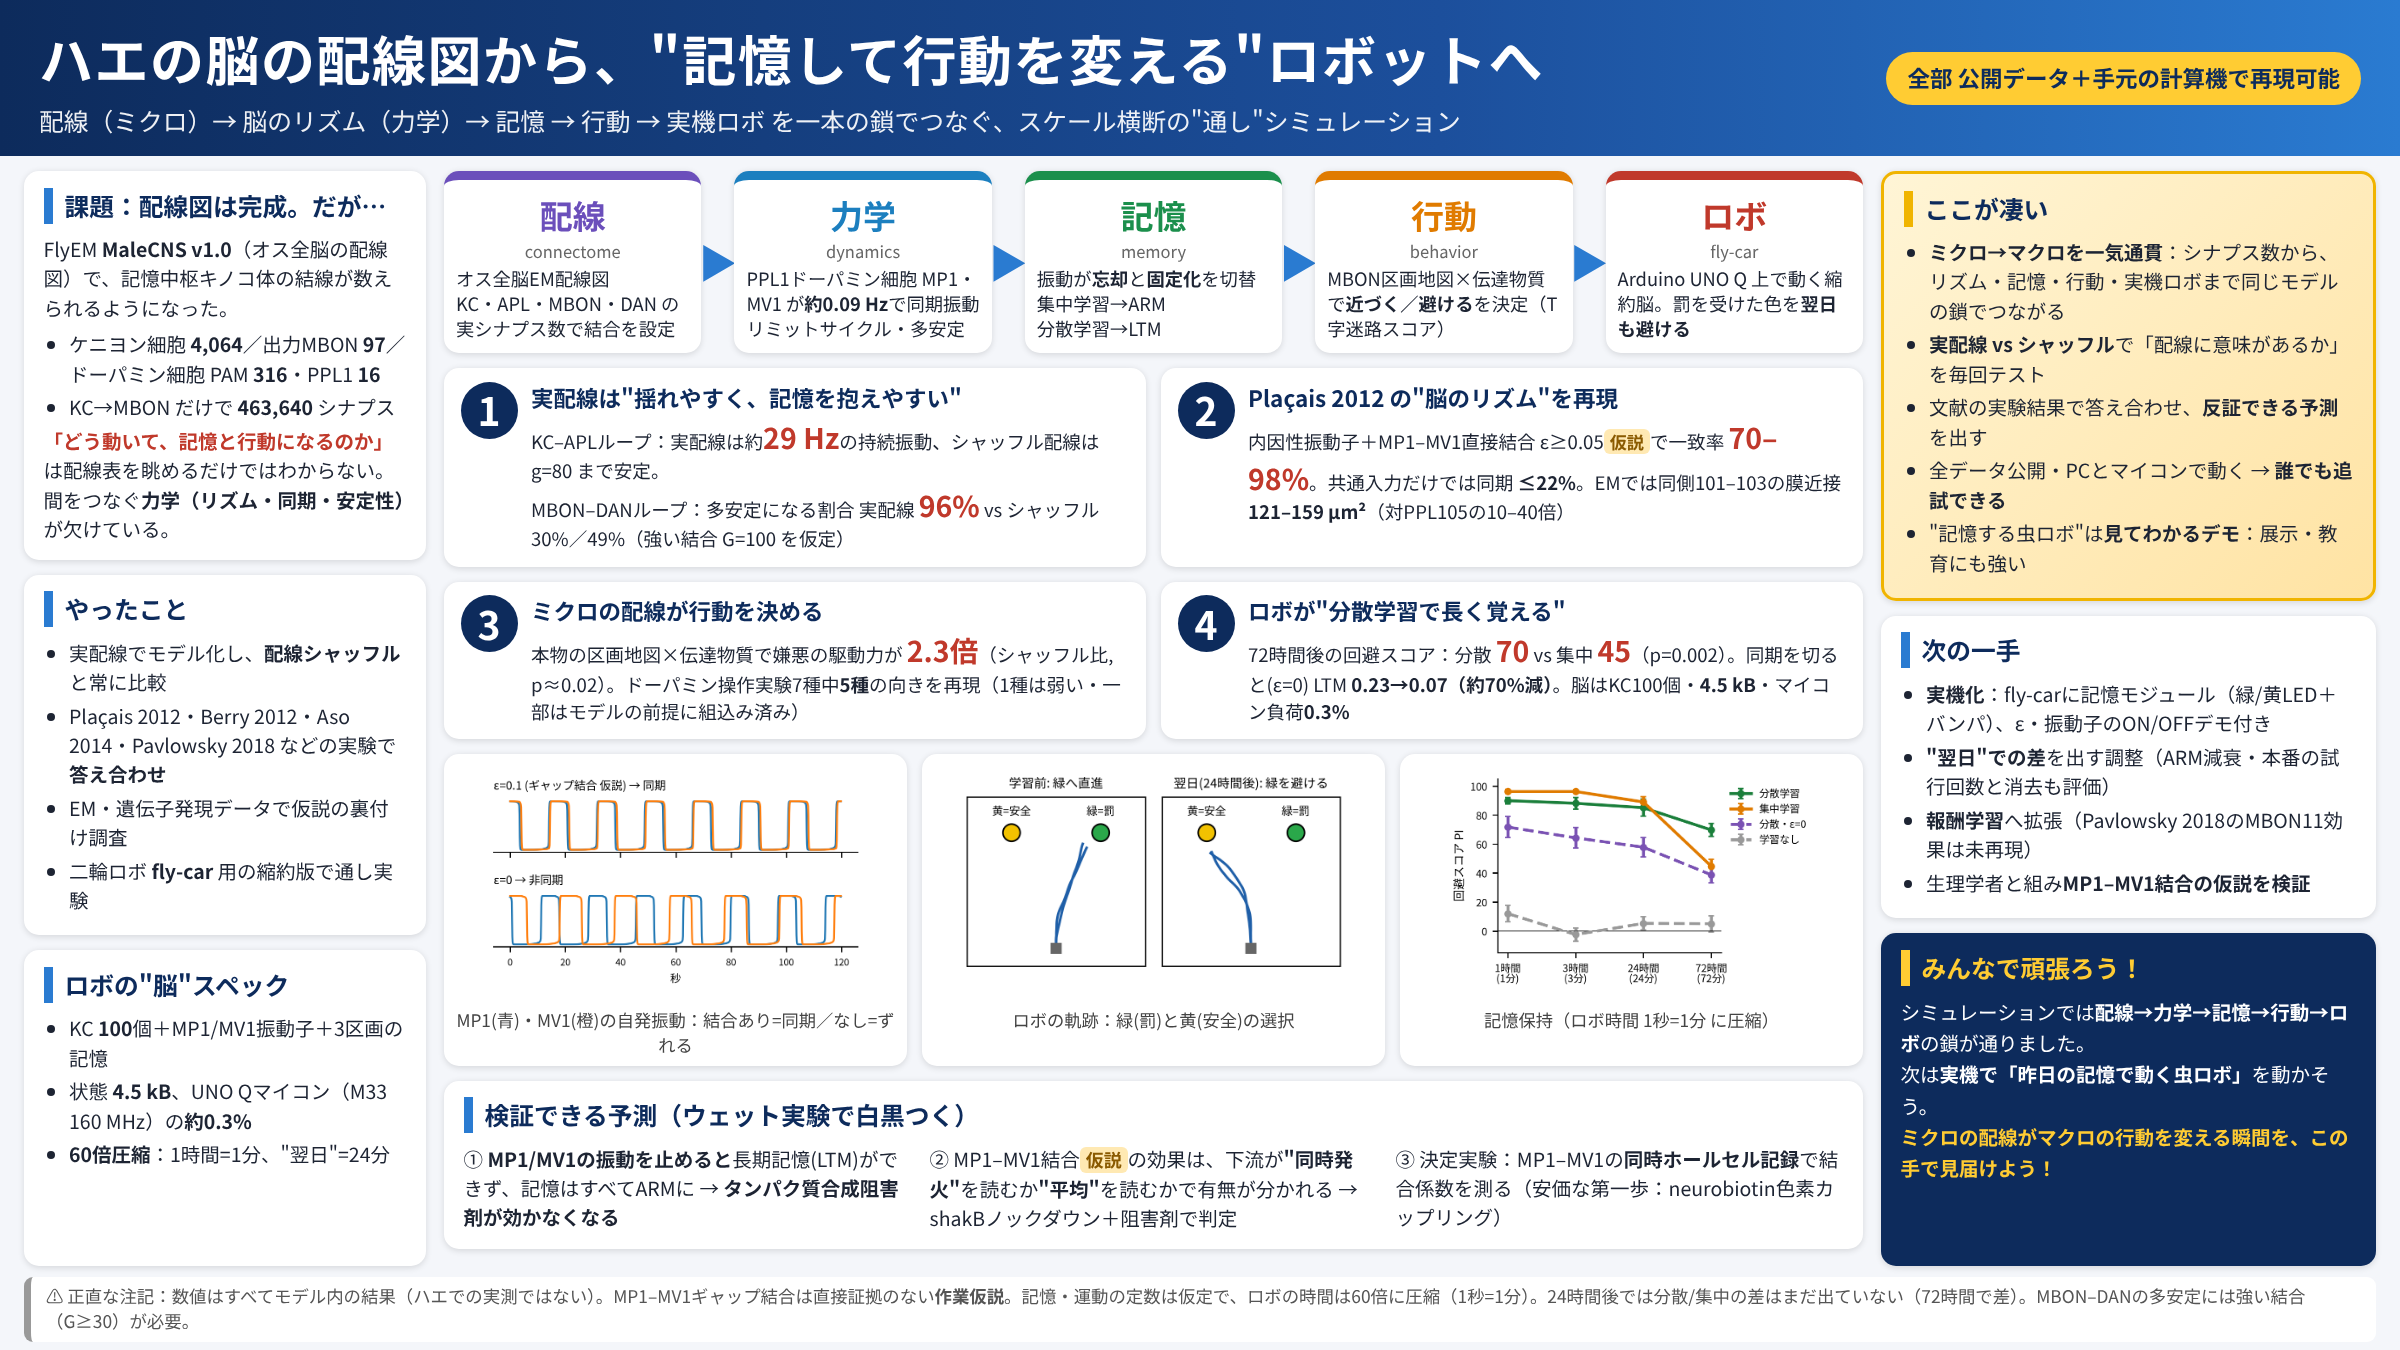 ハエの脳の配線図から、"記憶して行動を変える"ロボットへ
配線（ミクロ）→ 脳のリズム（力学）→ 記憶 → 行動 → 実機ロボ を一本の鎖でつなぐ、スケール横断の"通し"シミュレーション
全部 公開データ＋手元の計算機で再現可能
課題：配線図は完成。だが…
FlyEM MaleCNS v1.0（オス全脳の配線
図）で、記憶中枢キノコ体の結線が数え
られるようになった。
• ケニヨン細胞 4,064／出力MBON 97／
ドーパミン細胞 PAM 316・PPL1 16
• KC→MBON だけで 463,640 シナプス
「どう動いて、記憶と行動になるのか」
は配線表を眺めるだけではわからない。
間をつなぐ力学（リズム・同期・安定性）
が欠けている。
やったこと
• 実配線でモデル化し、配線シャッフル
と常に比較
• Plaçais 2012・Berry 2012・Aso
2014・Pavlowsky 2018 などの実験で
答え合わせ
• EM・遺伝子発現データで仮説の裏付
け調査
• 二輪ロボ fly-car 用の縮約版で通し実
験
ロボの"脳"スペック
• KC 100個＋MP1/MV1振動子＋3区画の
記憶
• 状態 4.5 kB、UNO Qマイコン（M33
160 MHz）の約0.3%
• 60倍圧縮：1時間=1分、"翌日"=24分
配線
connectome
オス全脳EM配線図
KC・APL・MBON・DAN の
実シナプス数で結合を設定
力学
dynamics
PPL1ドーパミン細胞 MP1・
MV1 が約0.09 Hzで同期振動
リミットサイクル・多安定
記憶
memory
振動が忘却と固定化を切替
集中学習→ARM
分散学習→LTM
行動
behavior
MBON区画地図×伝達物質
で近づく／避けるを決定（T
字迷路スコア）
ロボ
fly-car
Arduino UNO Q 上で動く縮
約脳。罰を受けた色を翌日
も避ける
1
実配線は"揺れやすく、記憶を抱えやすい"
KC–APLループ：実配線は約29 Hzの持続振動、シャッフル配線は
g=80 まで安定。
MBON–DANループ：多安定になる割合 実配線 96% vs シャッフル
30%／49%（強い結合 G=100 を仮定）
2
Plaçais 2012 の"脳のリズム"を再現
内因性振動子＋MP1–MV1直接結合 ε≥0.05 仮説 で一致率 70–
98%。共通入力だけでは同期 ≤22%。EMでは同側101–103の膜近接
121–159 µm²（対PPL105の10–40倍）
3
ミクロの配線が行動を決める
本物の区画地図×伝達物質で嫌悪の駆動力が 2.3倍（シャッフル比,
p≈0.02）。ドーパミン操作実験7種中5種の向きを再現（1種は弱い・一
部はモデルの前提に組込み済み）
4
ロボが"分散学習で長く覚える"
72時間後の回避スコア：分散 70 vs 集中 45（p=0.002）。同期を切る
と(ε=0) LTM 0.23→0.07（約70%減）。脳はKC100個・4.5 kB・マイコ
ン負荷0.3%
ε=0.1 (ギャップ結合 仮説) → 同期
ε=0 → 非同期
0 20 40 60 80 100 120
秒
MP1(青)・MV1(橙)の自発振動：結合あり=同期／なし=ず
れる
学習前: 緑へ直進
黄=安全 緑=罰
翌日(24時間後): 緑を避ける
黄=安全 緑=罰
ロボの軌跡：緑(罰)と黄(安全)の選択
回避スコア PI
100
80
60
40
20
0
1時間 3時間 24時間 72時間
(1分) (3分) (24分) (72分)
分散学習
集中学習
分散・ε=0
学習なし
記憶保持（ロボ時間 1秒=1分 に圧縮）
検証できる予測（ウェット実験で白黒つく）
① MP1/MV1の振動を止めると長期記憶(LTM)がで
きず、記憶はすべてARMに → タンパク質合成阻害
剤が効かなくなる
② MP1–MV1結合 仮説 の効果は、下流が"同時発
火"を読むか"平均"を読むかで有無が分かれる →
shakBノックダウン＋阻害剤で判定
③ 決定実験：MP1–MV1の同時ホールセル記録で結
合係数を測る（安価な第一歩：neurobiotin色素カ
ップリング）
ここが凄い
• ミクロ→マクロを一気通貫：シナプス数から、
リズム・記憶・行動・実機ロボまで同じモデル
の鎖でつながる
• 実配線 vs シャッフルで「配線に意味があるか」
を毎回テスト
• 文献の実験結果で答え合わせ、反証できる予測
を出す
• 全データ公開・PCとマイコンで動く → 誰でも追
試できる
• "記憶する虫ロボ"は見てわかるデモ：展示・教
育にも強い
次の一手
• 実機化：fly-carに記憶モジュール（緑/黄LED＋
バンパ）、ε・振動子のON/OFFデモ付き
• "翌日"での差を出す調整（ARM減衰・本番の試
行回数と消去も評価）
• 報酬学習へ拡張（Pavlowsky 2018のMBON11効
果は未再現）
• 生理学者と組みMP1–MV1結合の仮説を検証
みんなで頑張ろう！
シミュレーションでは配線→力学→記憶→行動→ロ
ボの鎖が通りました。
次は実機で「昨日の記憶で動く虫ロボ」を動かそ
う。
ミクロの配線がマクロの行動を変える瞬間を、この
手で見届けよう！
⚠ 正直な注記：数値はすべてモデル内の結果（ハエでの実測ではない）。MP1–MV1ギャップ結合は直接証拠のない作業仮説。記憶・運動の定数は仮定で、ロボの時間は60倍に圧縮（1秒=1分）。24時間後では分散/集中の差はまだ出ていない（72時間で差）。MBON–DANの多安定には強い結合
（G≥30）が必要。